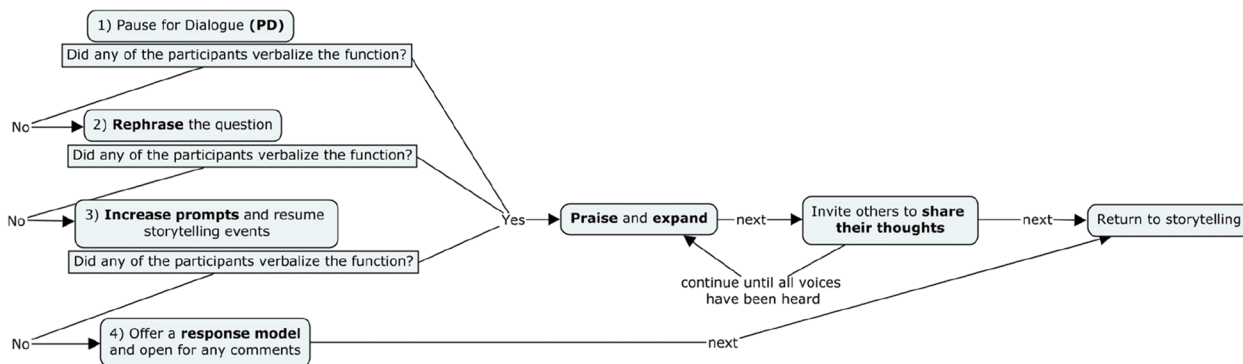 1) Pause for Dialogue (PD)
Did any of the participants verbalize the function?
No
2) Rephrase the question
Did any of the participants verbalize the function?
No
3) Increase prompts and resume
storytelling events
Did any of the participants verbalize the function?
No
4) Offer a response model
and open for any comments
Yes
Praise and expand
next
Invite others to share
their thoughts
next
Return to storytelling
continue until all voices
have been heard
next